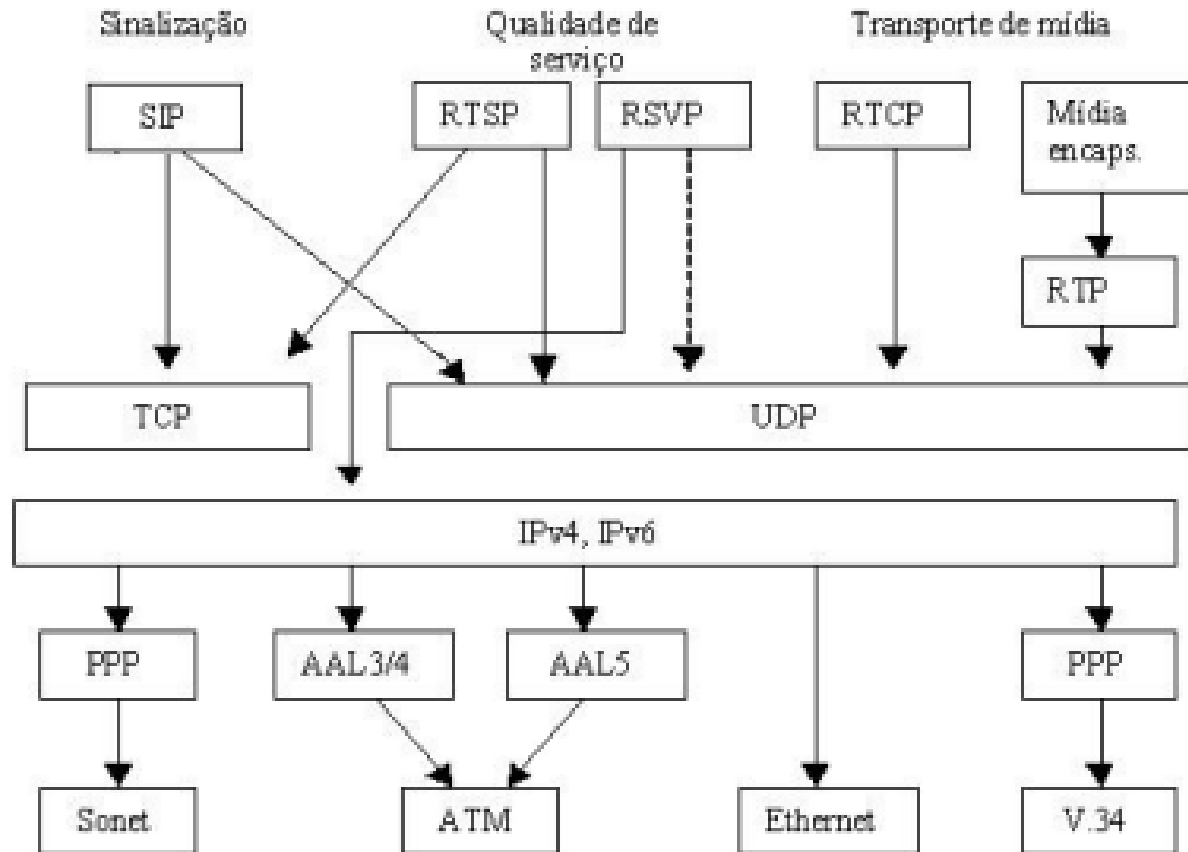 Sinalização
Qualidade de
serviço
Transporte de mídia
SIP
RTSP
RSVP
RTCP
Mídia
encaps.
RTP
TCP
UDP
IPv4, IPv6
PPP
AAL3/4
AAL5
PPP
Sonet
ATM
Ethernet
V.34